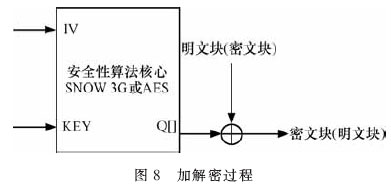 IV
明文块(密文块)
安全性算法核心
SNOW 3G或AES
KEY
Q[]
密文块(明文块)
图 8 加解密过程